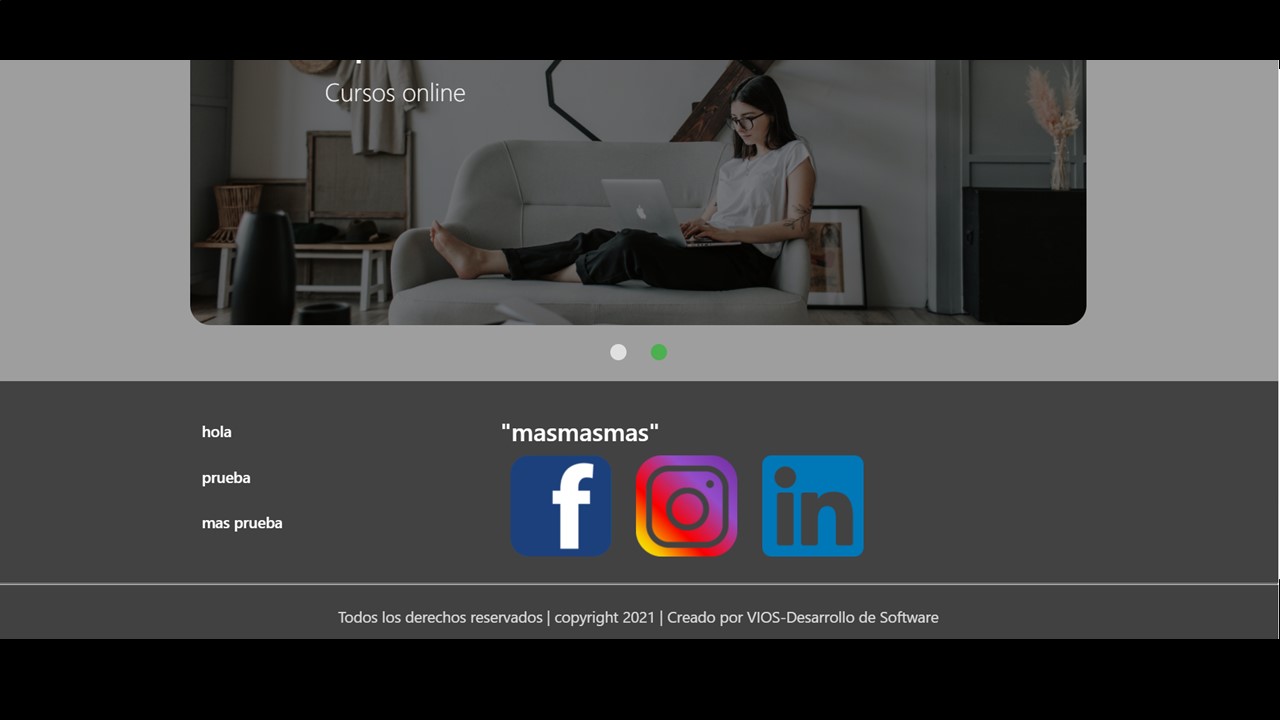 Cursos online
hola
prueba
mas prueba
"masmasmas"
f
in
Todos los derechos reservados | copyright 2021 | Creado por VIOS-Desarrollo de Software